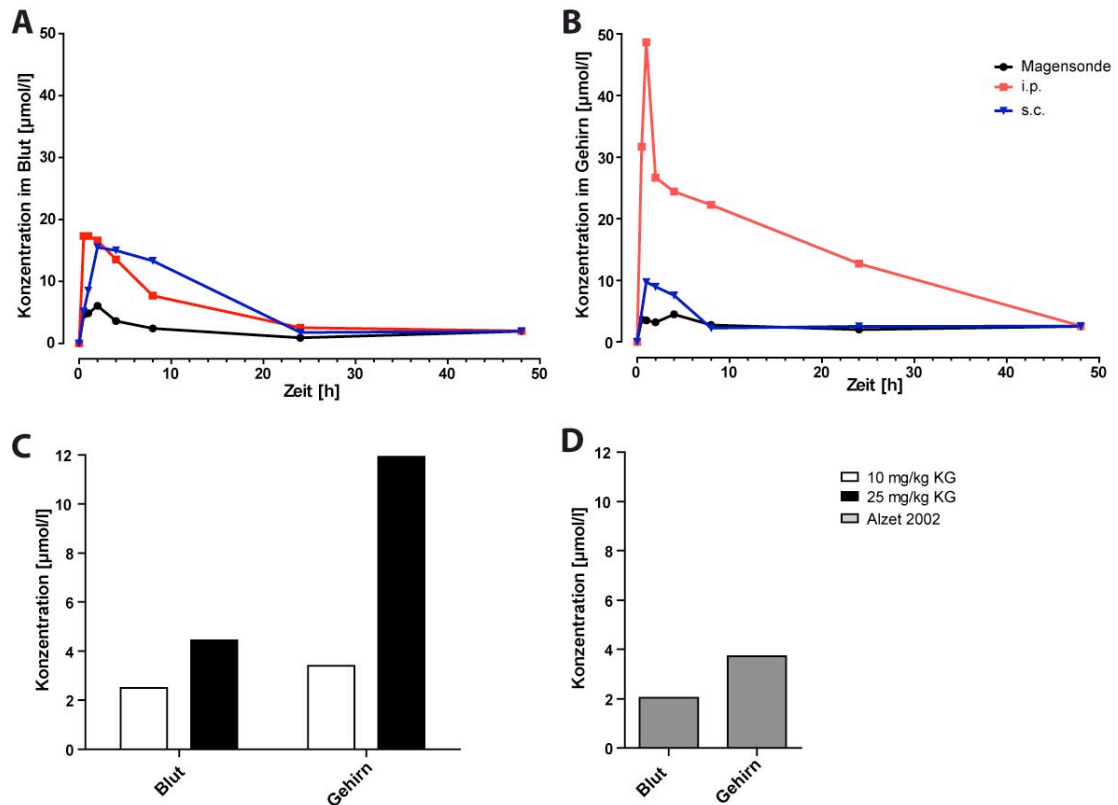 A
Konzentration im Blut [µmol/l]
50
40
30
20
10
0
0
10
20
30
40
50
Zeit [h]
B
Konzentration im Gehirn [µmol/l]
50
40
30
20
10
0
0
10
20
30
40
50
Zeit [h]
Magensonde
i.p.
s.c.
C
Konzentration [µmol/l]
12
10
8
6
4
2
0
Blut
Gehirn
D
Konzentration [µmol/l]
12
10
8
6
4
2
0
Blut
Gehirn
10 mg/kg KG
25 mg/kg KG
Alzet 2002